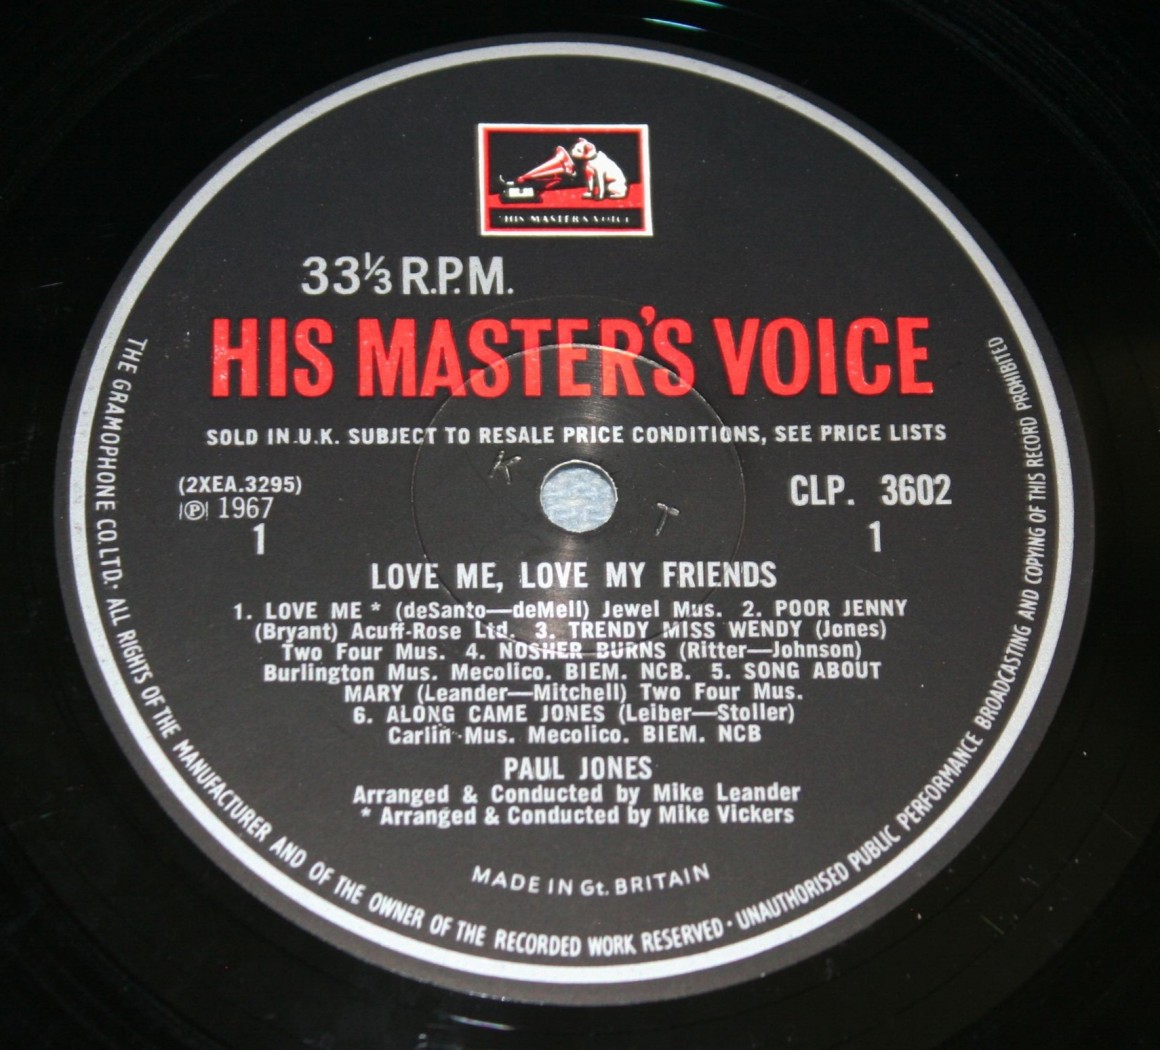 "HIS MASTER'S VOICE"
33⅓ R.P.M.
HIS MASTER'S VOICE
SOLD IN U.K. SUBJECT TO RESALE PRICE CONDITIONS, SEE PRICE LISTS
K
T
(2XEA.3295)
Ⓟ 1967
1
CLP. 3602
1
LOVE ME, LOVE MY FRIENDS
1. LOVE ME * (deSanto—deMell) Jewel Mus. 2. POOR JENNY
(Bryant) Acuff-Rose Ltd. 3. TRENDY MISS WENDY (Jones)
Two Four Mus. 4. NOSHER BURNS (Ritter—Johnson)
Burlington Mus. Mecolico. BIEM. NCB. 5. SONG ABOUT
MARY (Leander—Mitchell) Two Four Mus.
6. ALONG CAME JONES (Leiber—Stoller)
Carlin Mus. Mecolico. BIEM. NCB
PAUL JONES
Arranged & Conducted by Mike Leander
* Arranged & Conducted by Mike Vickers
MADE IN Gt. BRITAIN
THE GRAMOPHONE CO. LTD. · ALL RIGHTS OF THE MANUFACTURER AND OF THE OWNER OF THE RECORDED WORK RESERVED · UNAUTHORISED PUBLIC PERFORMANCE BROADCASTING AND COPYING OF THIS RECORD PROHIBITED